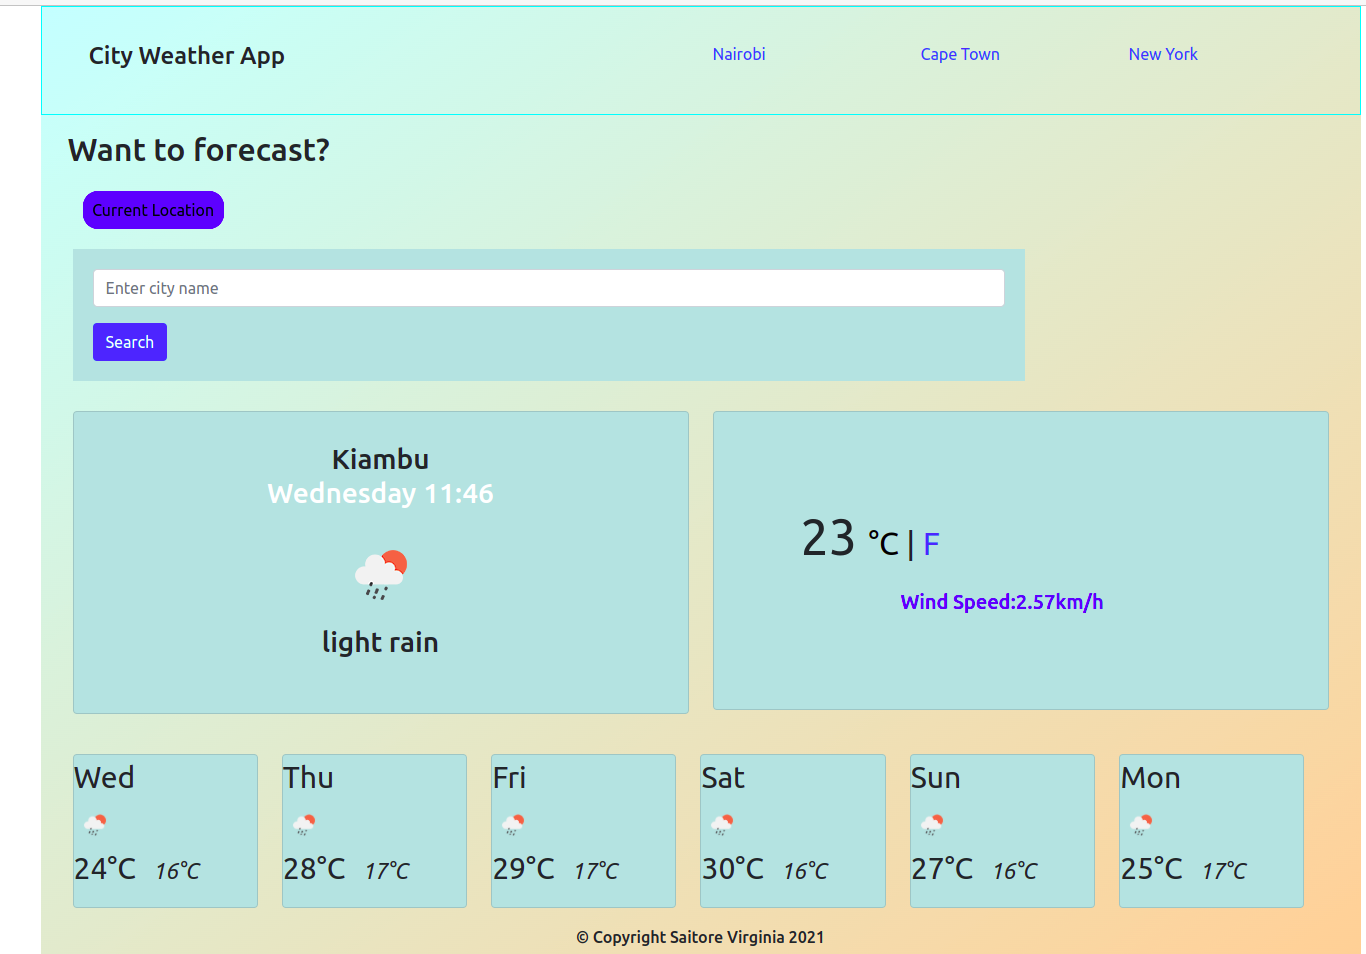 City Weather App
Nairobi
Cape Town
New York
Want to forecast?
Current Location
Enter city name
Search
Kiambu
Wednesday 11:46
light rain
23 °C | F
Wind Speed:2.57km/h
Wed
24°C 16°C
Thu
28°C 17°C
Fri
29°C 17°C
Sat
30°C 16°C
Sun
27°C 16°C
Mon
25°C 17°C
© Copyright Saitore Virginia 2021